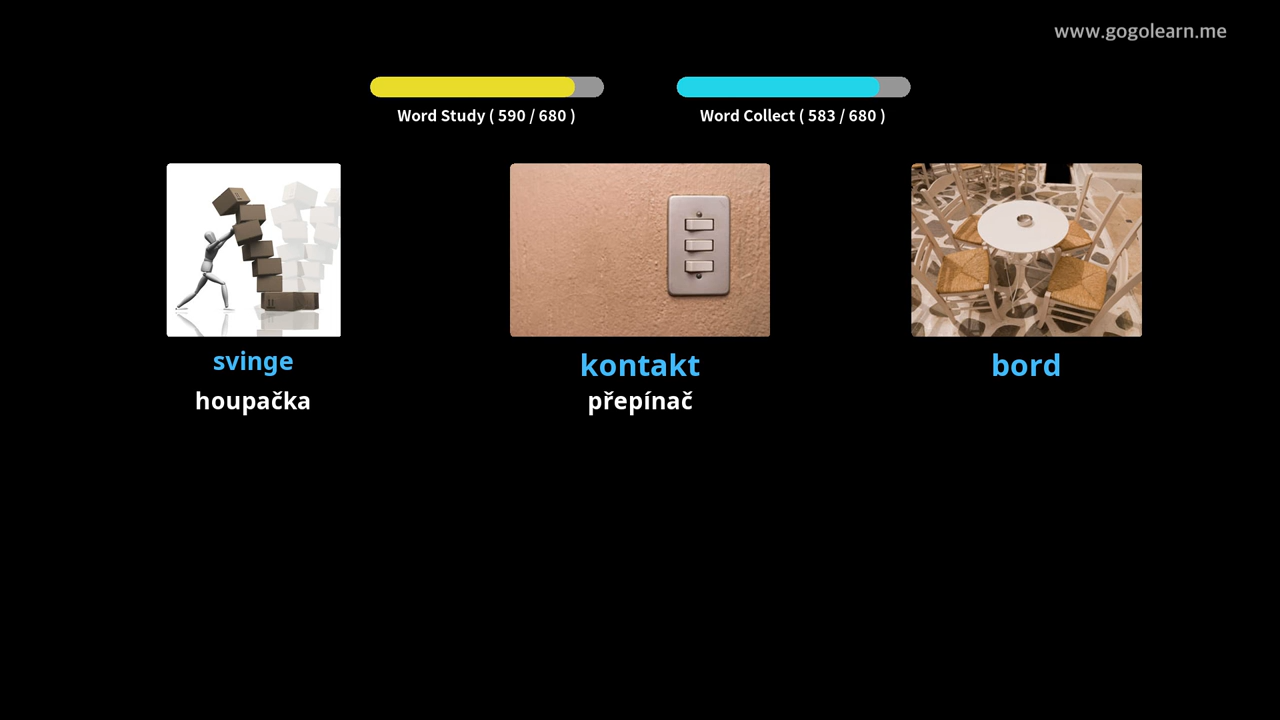 www.gogolearn.me
Word Study ( 590 / 680 )
Word Collect ( 583 / 680 )
svinge
houpačka
kontakt
přepínač
bord